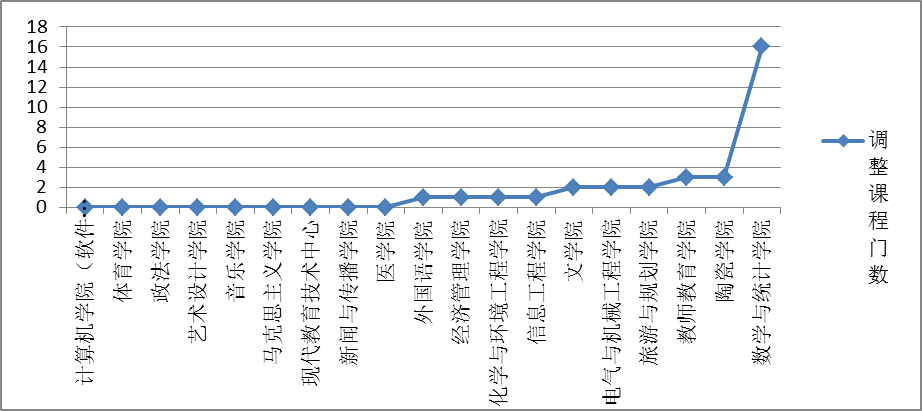 18
16
14
12
10
8
6
4
2
0
计算机学院（软件…
体育学院
政法学院
艺术设计学院
音乐学院
马克思主义学院
现代教育技术中心
新闻与传播学院
医学院
外国语学院
经济管理学院
化学与环境工程学院
信息工程学院
文学院
电气与机械工程学院
旅游与规划学院
教师教育学院
陶瓷学院
数学与统计学院
调整课程门数